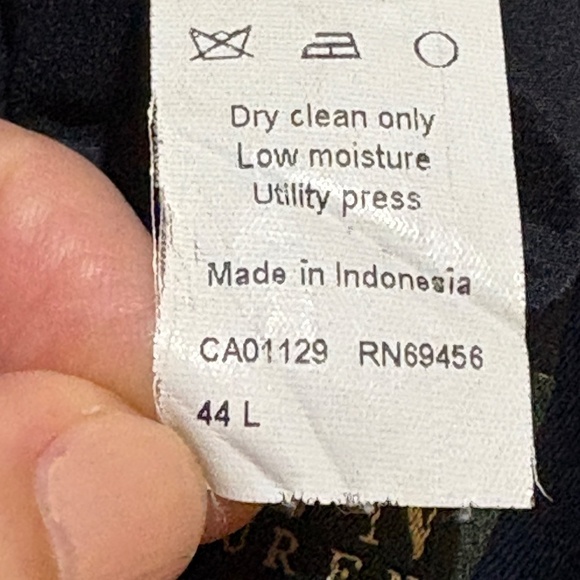 Dry clean only
Low moisture
Utility press
Made in Indonesia
CA01129 RN69456
44 L